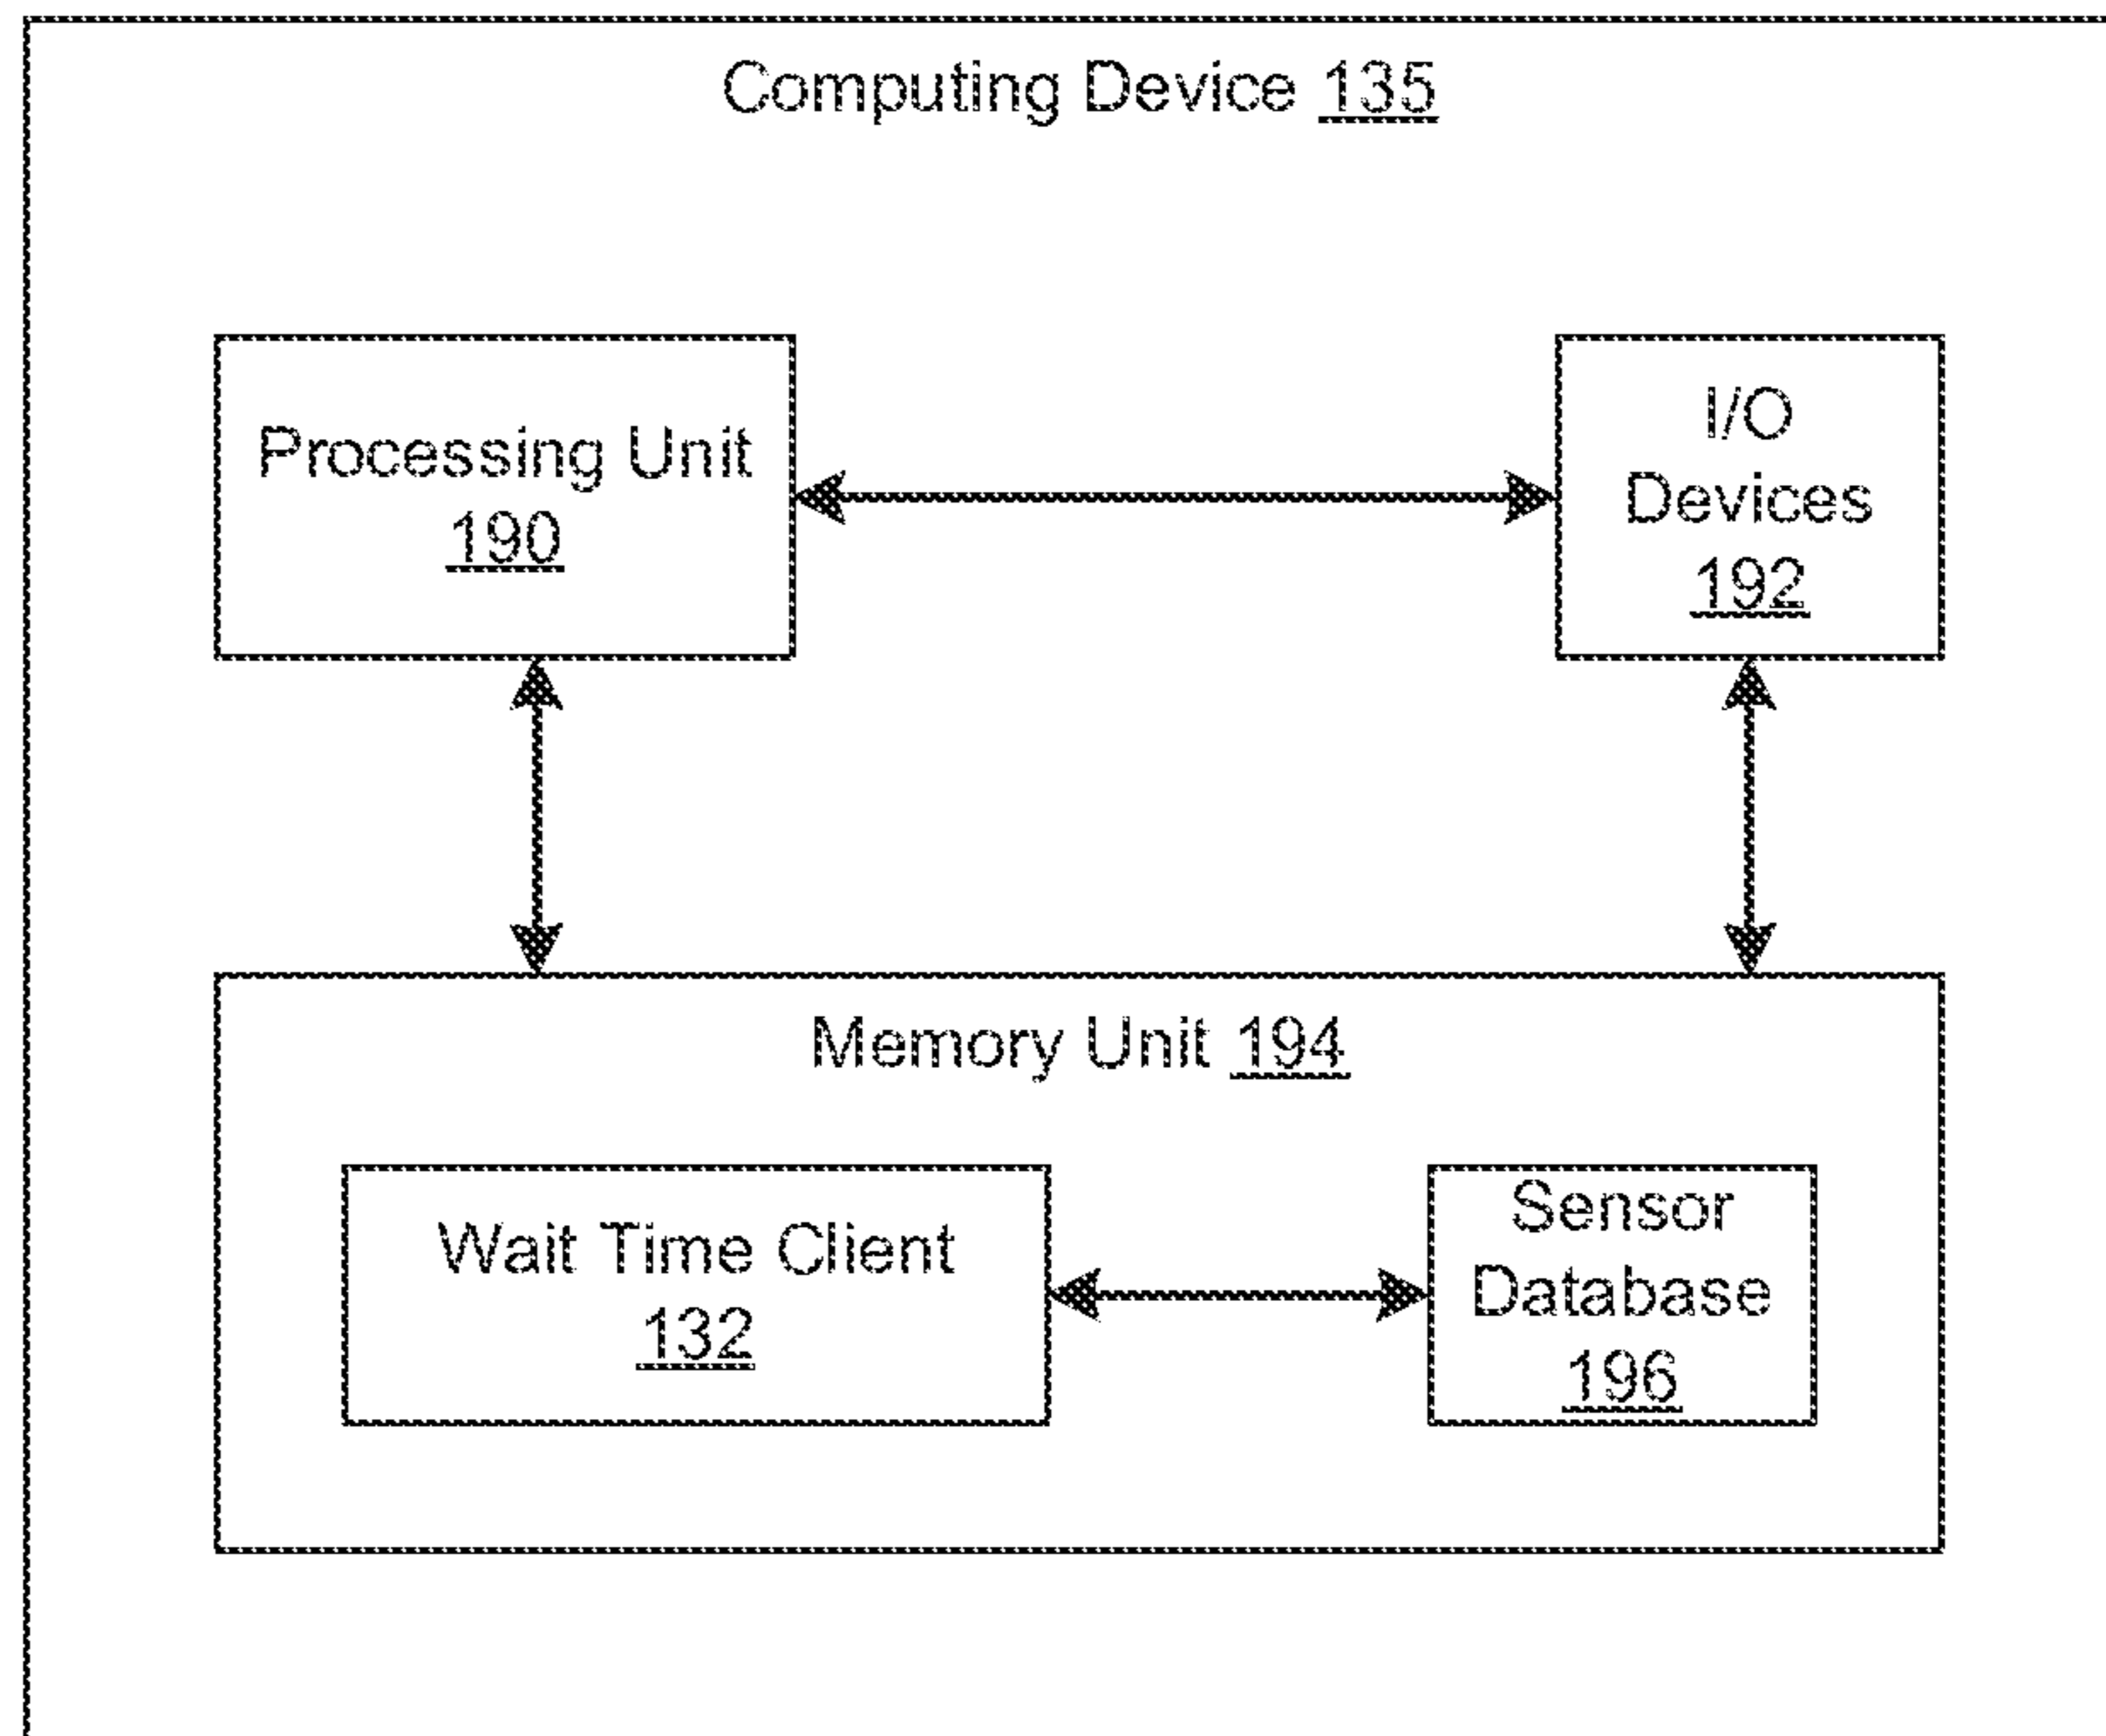 Computing Device 135
Processing Unit
190
I/O
Devices
192
Memory Unit 194
Wait Time Client
132
Sensor
Database
196